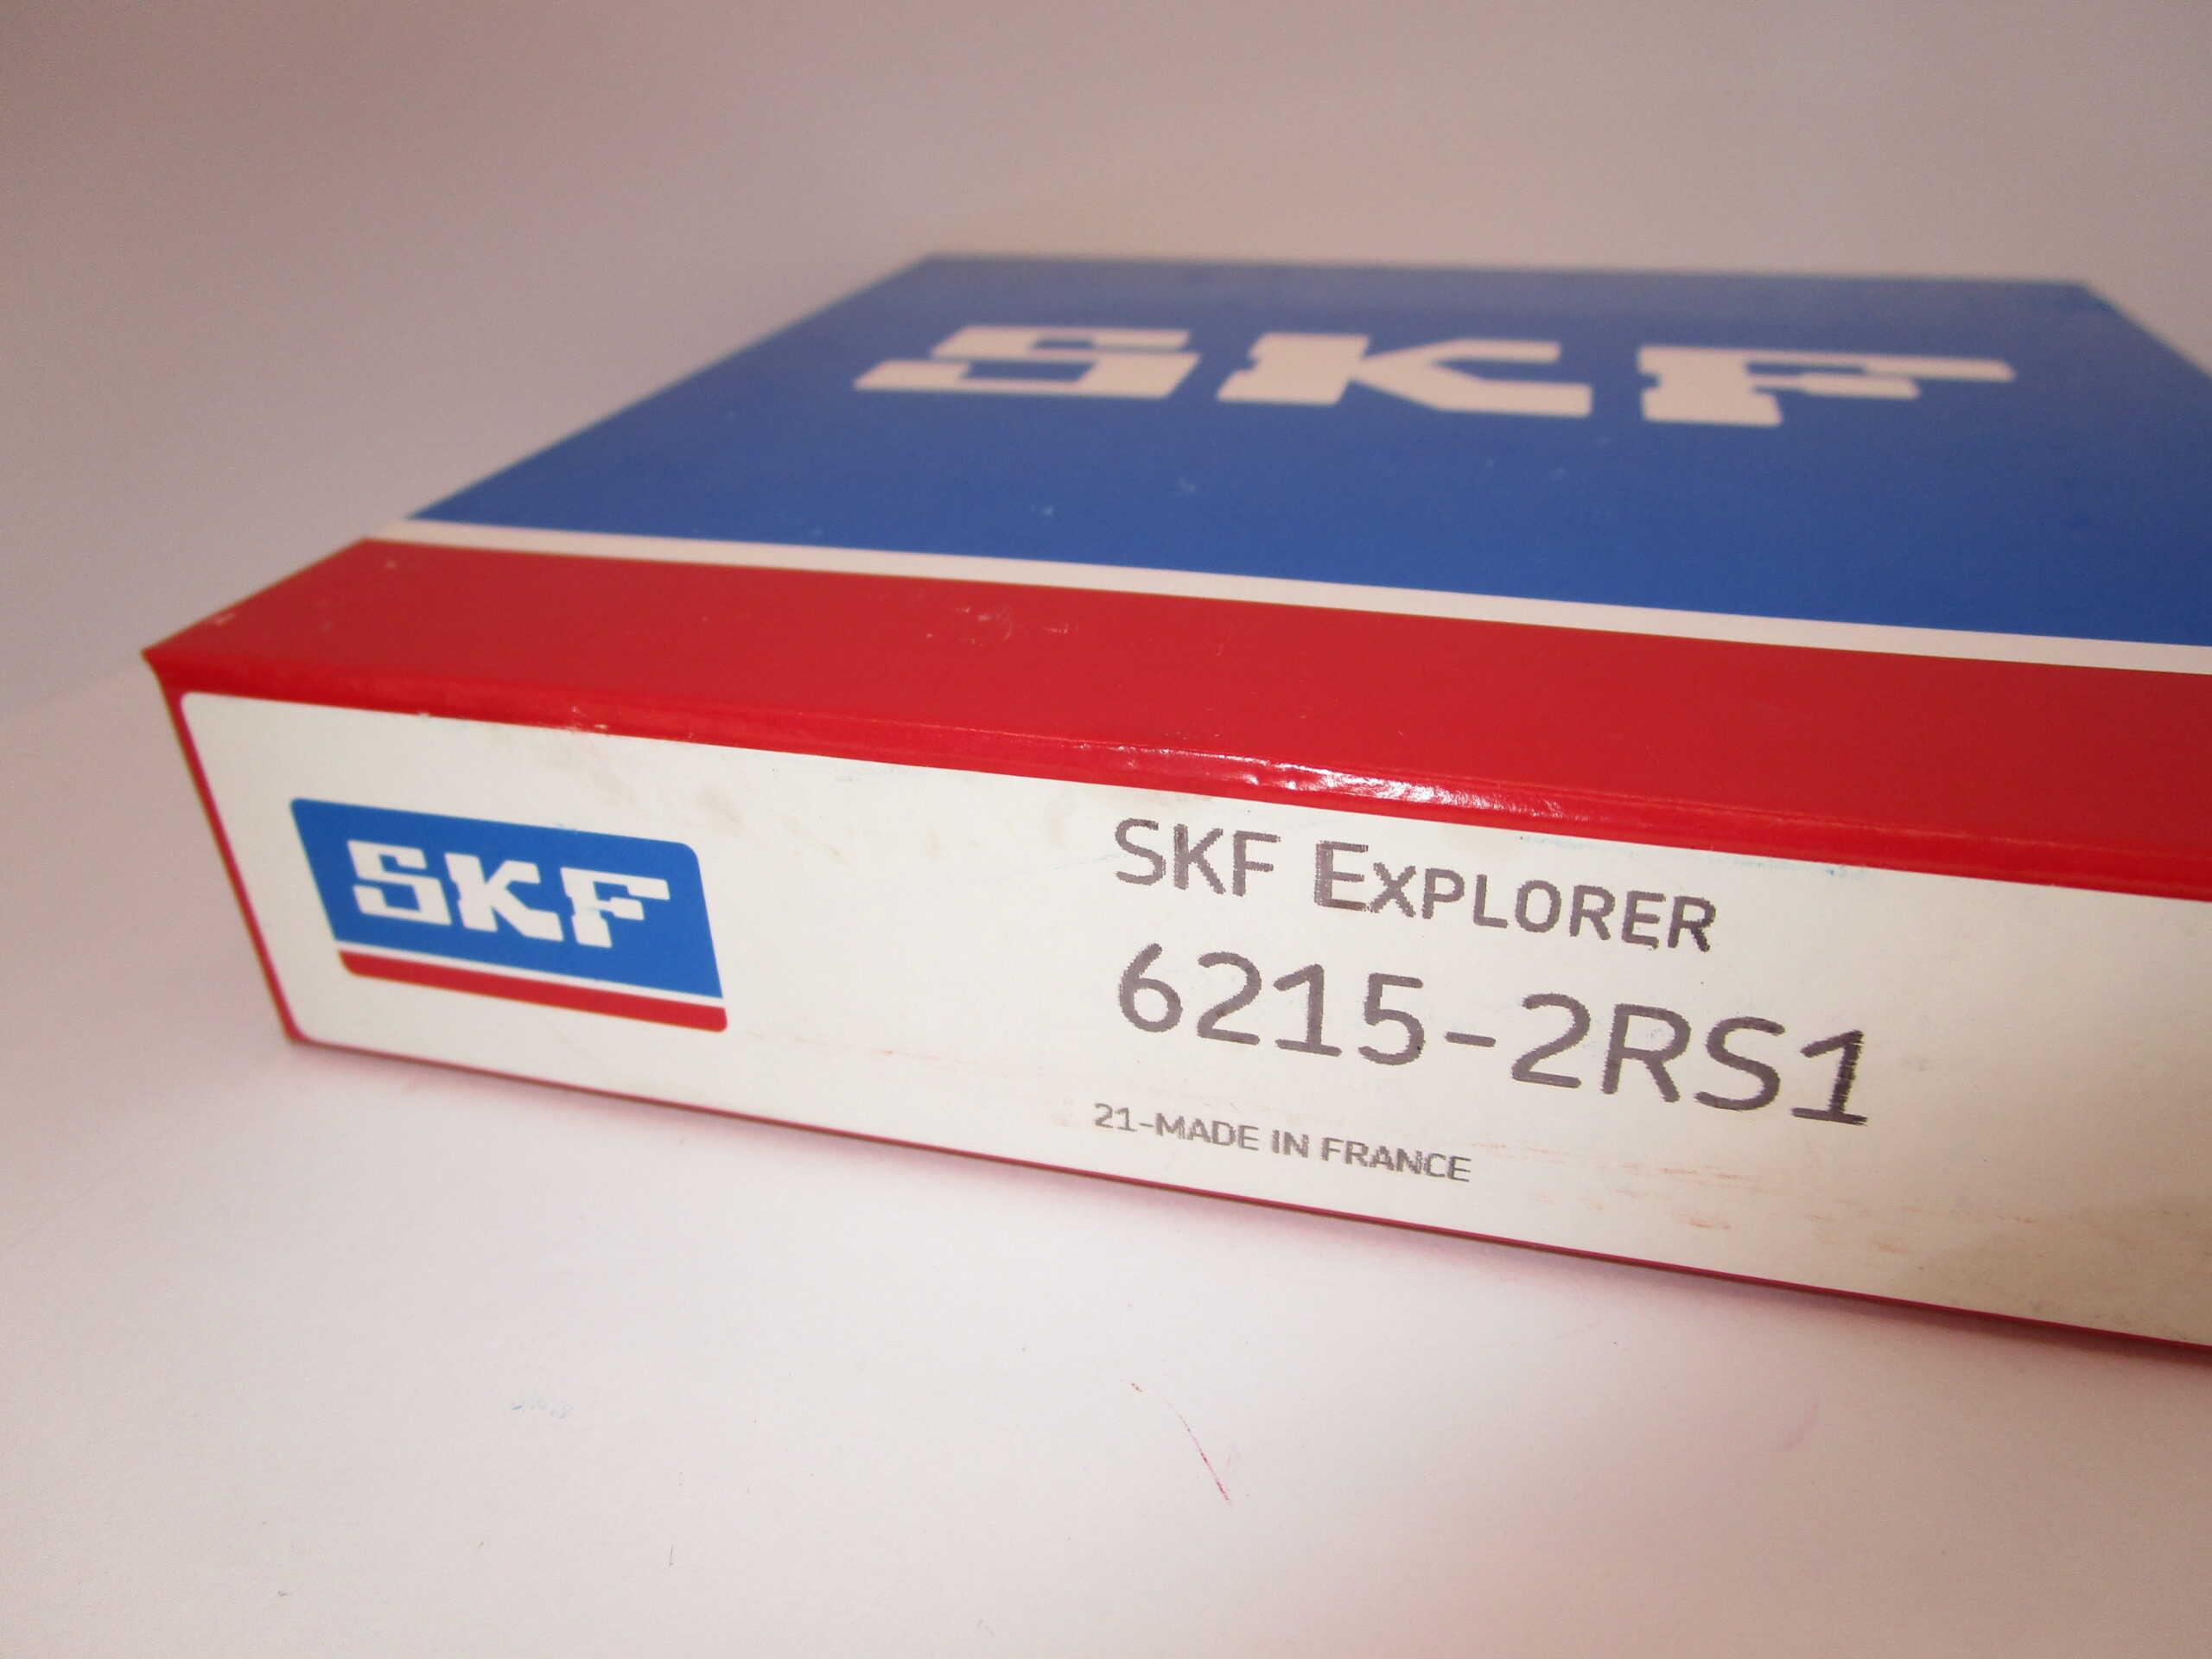 SKF
SKF
SKF EXPLORER
6215-2RS1
21-MADE IN FRANCE